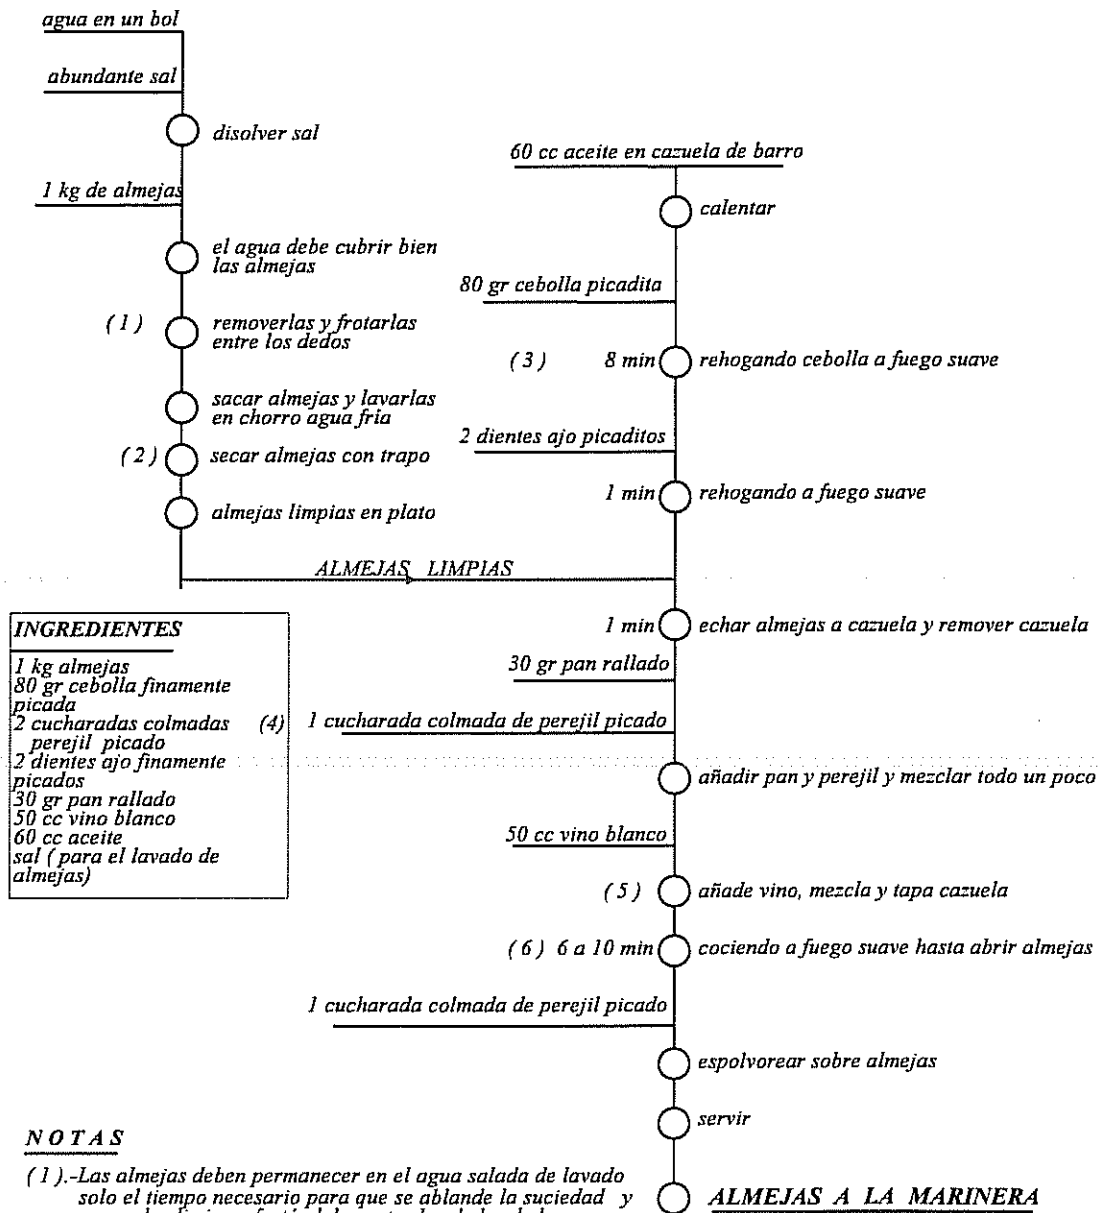 agua en un bol
abundante sal
disolver sal
1 kg de almejas
el agua debe cubrir bien
las almejas
( 1 )
removerlas y frotarlas
entre los dedos
sacar almejas y lavarlas
en chorro agua fria
( 2 )
secar almejas con trapo
almejas limpias en plato
ALMEJAS LIMPIAS
60 cc aceite en cazuela de barro
calentar
80 gr cebolla picadita
( 3 ) 8 min
rehogando cebolla a fuego suave
2 dientes ajo picaditos
1 min
rehogando a fuego suave
1 min
echar almejas a cazuela y remover cazuela
30 gr pan rallado
(4) 1 cucharada colmada de perejil picado
añadir pan y perejil y mezclar todo un poco
50 cc vino blanco
( 5 )
añade vino, mezcla y tapa cazuela
( 6 ) 6 a 10 min
cociendo a fuego suave hasta abrir almejas
1 cucharada colmada de perejil picado
espolvorear sobre almejas
servir
ALMEJAS A LA MARINERA
INGREDIENTES
1 kg almejas
80 gr cebolla finamente
picada
2 cucharadas colmadas
perejil picado
2 dientes ajo finamente
picados
30 gr pan rallado
50 cc vino blanco
60 cc aceite
sal ( para el lavado de
almejas)
N O T A S
( 1 ).-Las almejas deben permanecer en el agua salada de lavado
solo el tiempo necesario para que se ablande la suciedad y